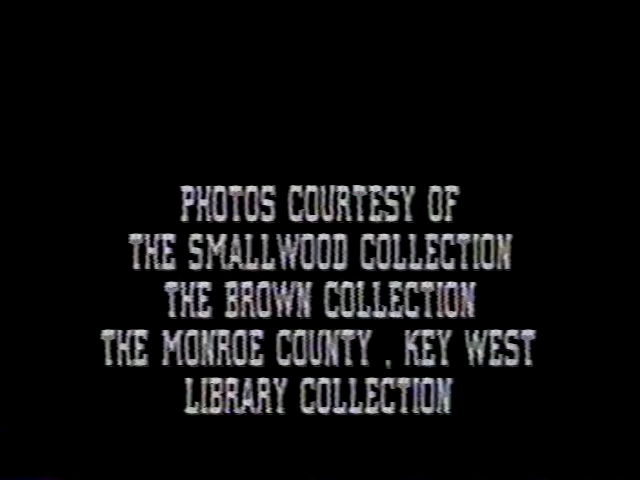 PHOTOS COURTESY OF
THE SMALLWOOD COLLECTION
THE BROWN COLLECTION
THE MONROE COUNTY , KEY WEST
LIBRARY COLLECTION